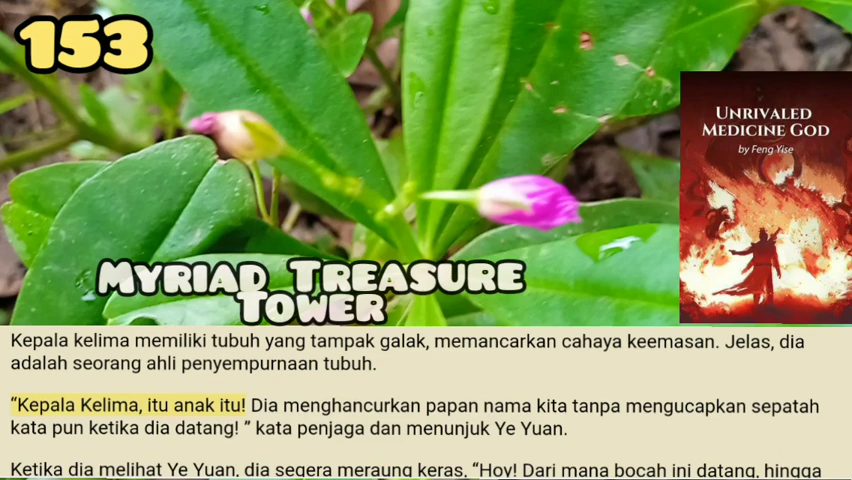 153
UNRIVALED
MEDICINE GOD
by Feng Yise
MYRIAD TREASURE
TOWER
Kepala kelima memiliki tubuh yang tampak galak, memancarkan cahaya keemasan. Jelas, dia
adalah seorang ahli penyempurnaan tubuh.
“Kepala Kelima, itu anak itu! Dia menghancurkan papan nama kita tanpa mengucapkan sepatah
kata pun ketika dia datang! ” kata penjaga dan menunjuk Ye Yuan.
Ketika dia melihat Ye Yuan, dia segera meraung keras, “Hoy! Dari mana bocah ini datang, hingga